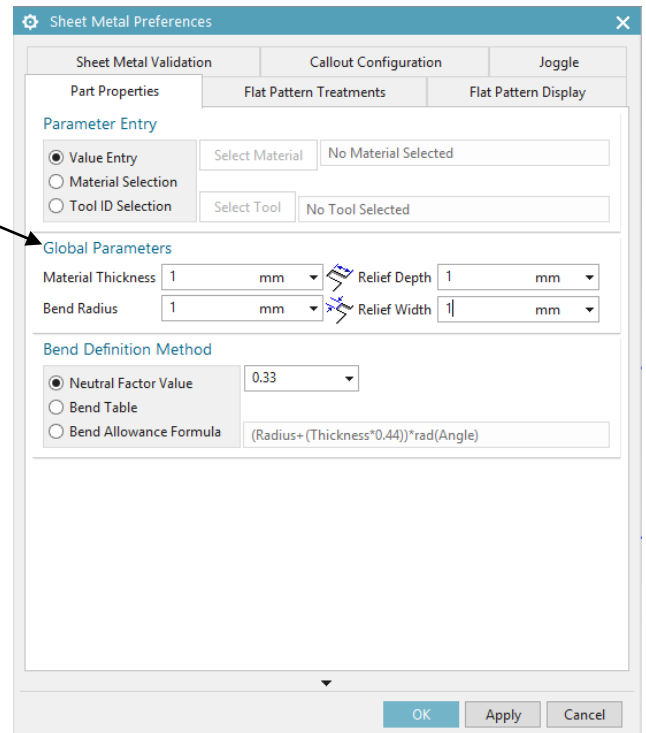 Sheet Metal Preferences
Sheet Metal Validation Callout Configuration Joggle
Part Properties Flat Pattern Treatments Flat Pattern Display
Parameter Entry
Value Entry Select Material No Material Selected
Material Selection
Tool ID Selection Select Tool No Tool Selected
Global Parameters
Material Thickness 1 mm Relief Depth 1 mm
Bend Radius 1 mm Relief Width 1 mm
Bend Definition Method
Neutral Factor Value 0.33
Bend Table
Bend Allowance Formula (Radius+(Thickness*0.44))*rad(Angle)
OK Apply Cancel